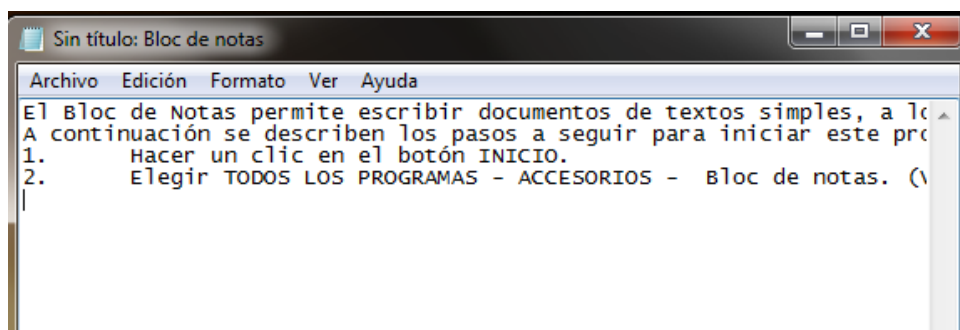 Sin título: Bloc de notas
Archivo Edición Formato Ver Ayuda
El Bloc de Notas permite escribir documentos de textos simples, a
A continuación se describen los pasos a seguir para iniciar este
1. Hacer un clic en el botón INICIO.
2. Elegir TODOS LOS PROGRAMAS - ACCESORIOS - Bloc de notas.